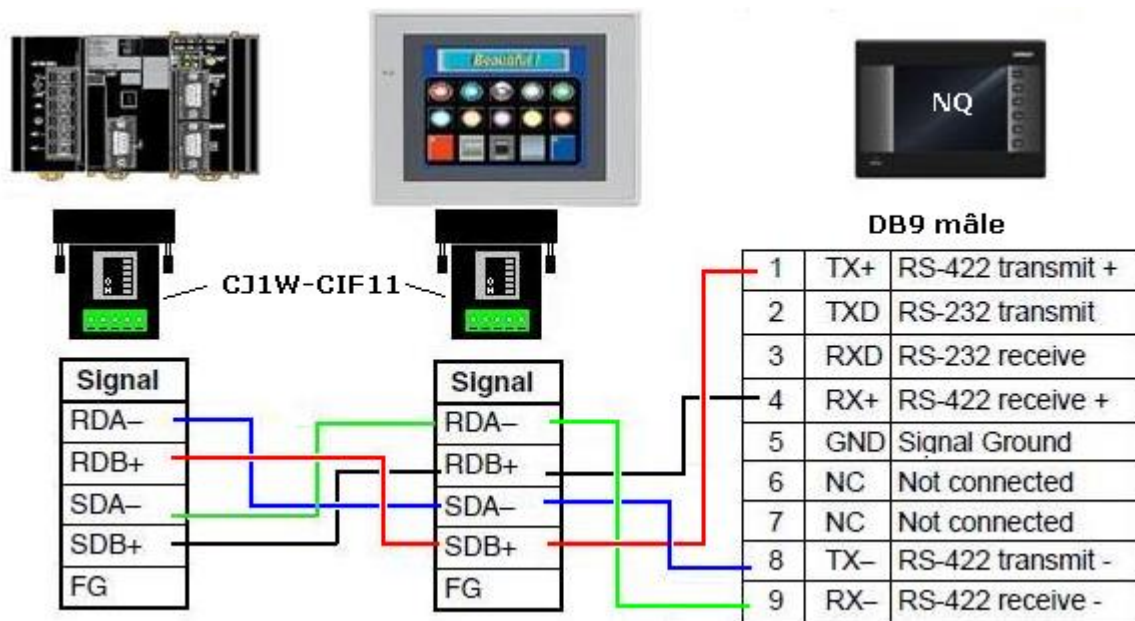 Beautiful!
NQ
DB9 mâle
CJ1W-CIF11
Signal
RDA–
RDB+
SDA–
SDB+
FG
Signal
RDA–
RDB+
SDA–
SDB+
FG
1 TX+ RS-422 transmit +
2 TXD RS-232 transmit
3 RXD RS-232 receive
4 RX+ RS-422 receive +
5 GND Signal Ground
6 NC Not connected
7 NC Not connected
8 TX– RS-422 transmit -
9 RX– RS-422 receive -